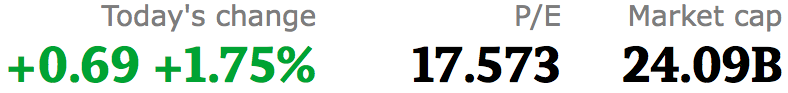 Today's change P/E Market cap
+0.69 +1.75% 17.573 24.09B